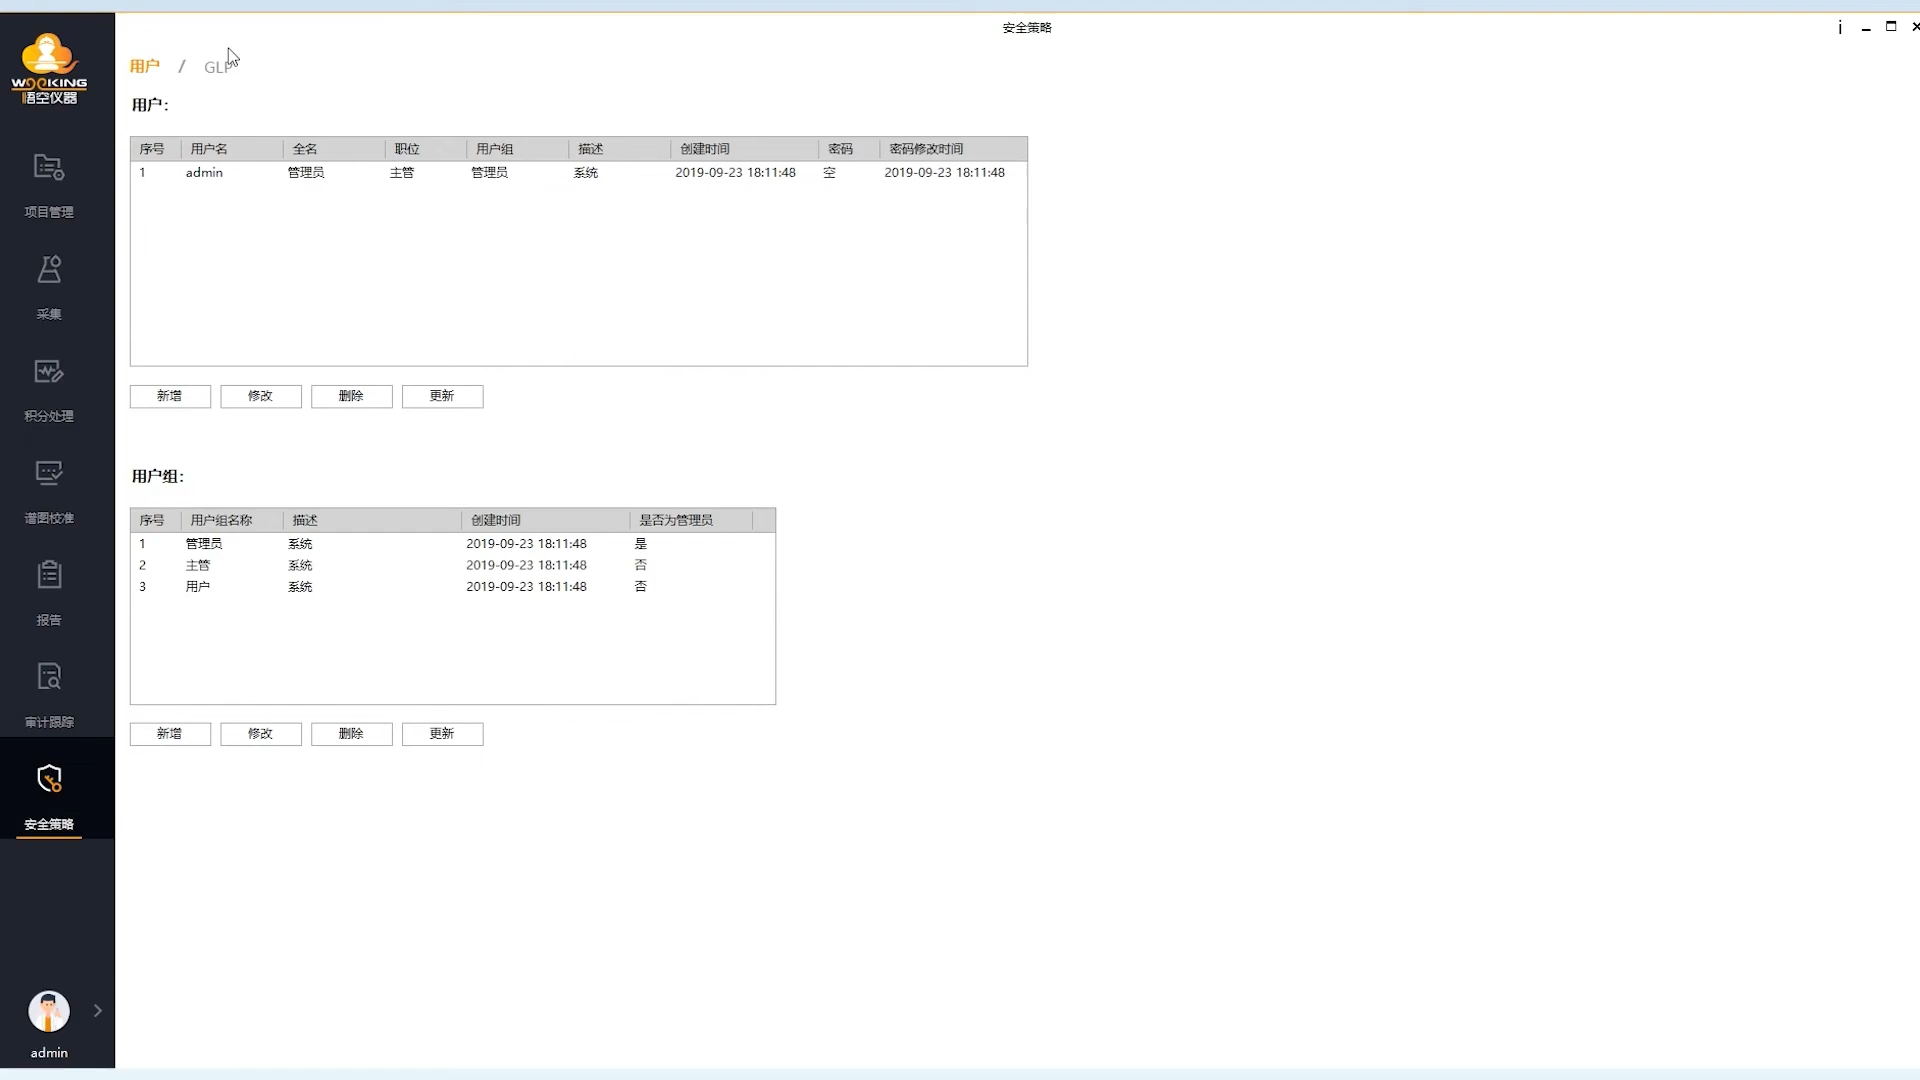 安全策略
WOOKING
悟空仪器
用户 / GLP
用户:
序号 用户名 全名 职位 用户组 描述 创建时间 密码 密码修改时间
1 admin 管理员 主管 管理员 系统 2019-09-23 18:11:48 空 2019-09-23 18:11:48
新增 修改 删除 更新
用户组:
序号 用户组名称 描述 创建时间 是否为管理员
1 管理员 系统 2019-09-23 18:11:48 是
2 主管 系统 2019-09-23 18:11:48 否
3 用户 系统 2019-09-23 18:11:48 否
新增 修改 删除 更新
项目管理
采集
积分处理
谱图校准
报告
审计跟踪
安全策略
admin